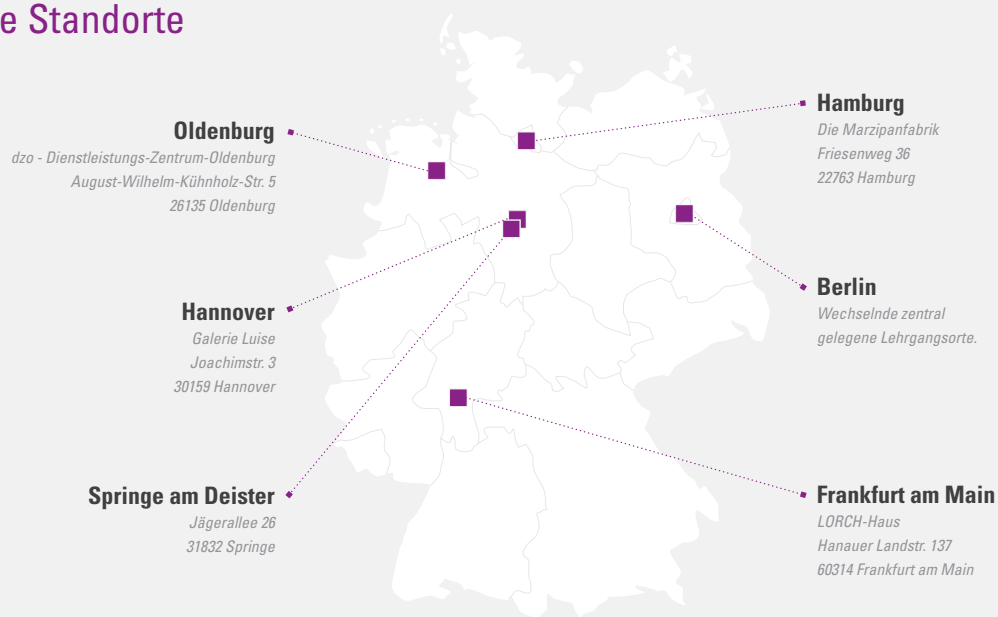 e Standorte
Oldenburg
dzo - Dienstleistungs-Zentrum-Oldenburg
August-Wilhelm-Kühnholz-Str. 5
26135 Oldenburg
Hannover
Galerie Luise
Joachimstr. 3
30159 Hannover
Springe am Deister
Jägerallee 26
31832 Springe
Hamburg
Die Marzipanfabrik
Friesenweg 36
22763 Hamburg
Berlin
Wechselnde zentral
gelegene Lehrgangsorte.
Frankfurt am Main
LORCH-Haus
Hanauer Landstr. 137
60314 Frankfurt am Main